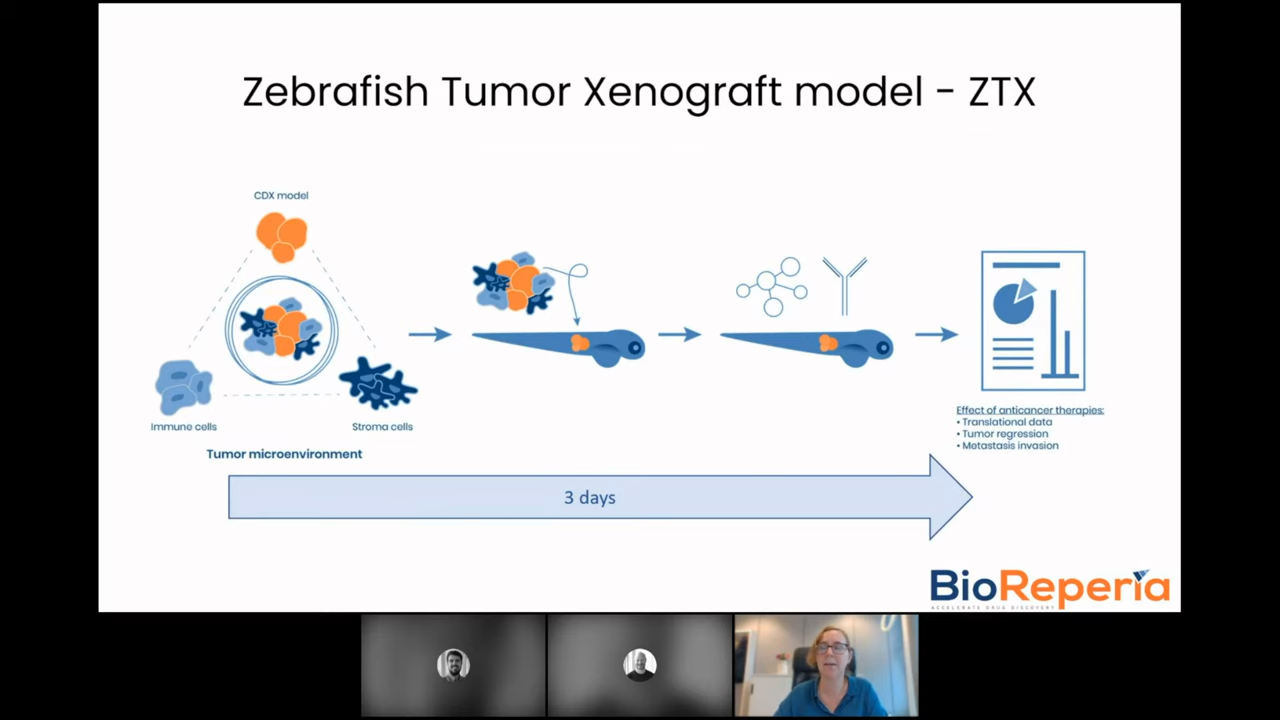 Zebrafish Tumor Xenograft model - ZTX
CDX model
Immune cells
Stroma cells
Tumor microenvironment
Effect of anticancer therapies:
• Translational data
• Tumor regression
• Metastasis invasion
3 days
BioReperia
ACCELERATE DRUG DISCOVERY